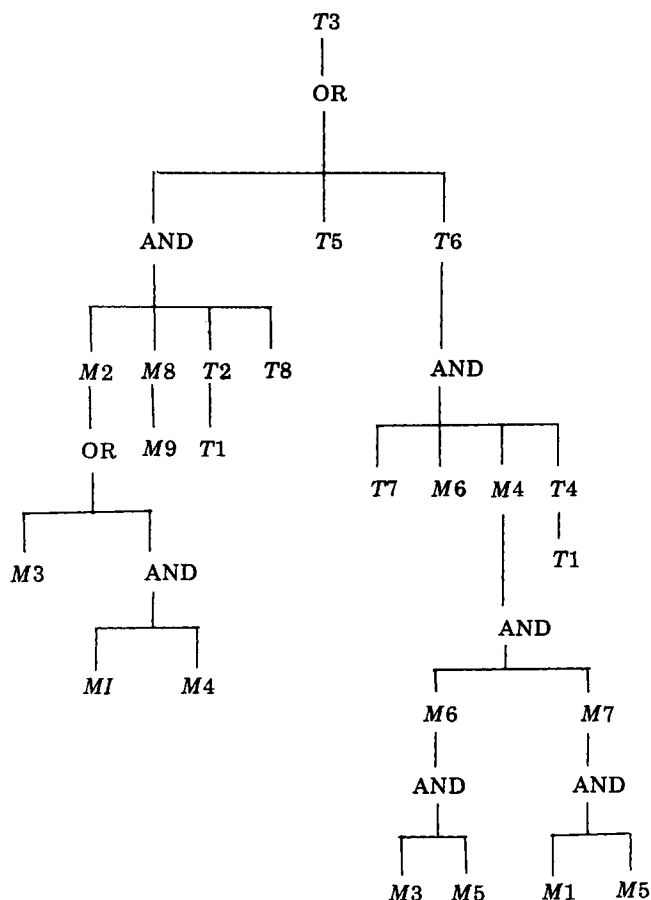 T3
OR
AND T5 T6
M2 M8 T2 T8 AND
OR M9 T1
T7 M6 M4 T4
M3 AND T1
AND
MI M4
M6 M7
AND AND
M3 M5 M1 M5